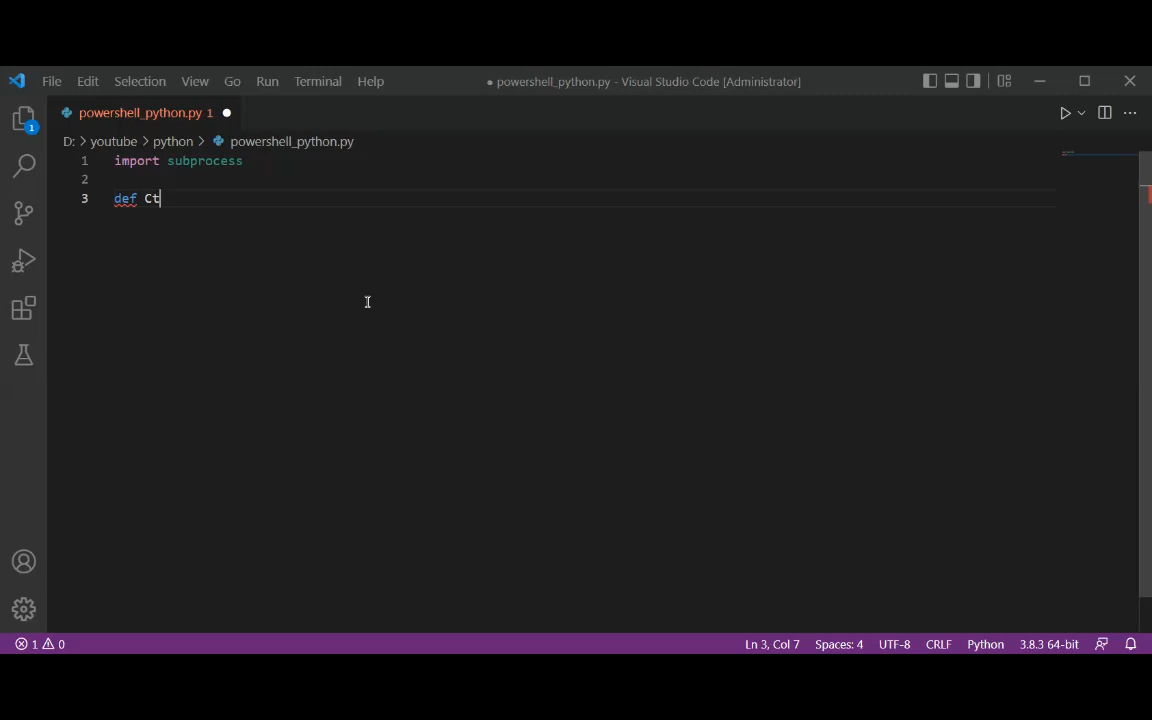 File Edit Selection View Go Run Terminal Help ● powershell_python.py - Visual Studio Code [Administrator]
powershell_python.py 1
D: > youtube > python > powershell_python.py
1
1 import subprocess
2
3 def Ct
1 0 Ln 3, Col 7 Spaces: 4 UTF-8 CRLF Python 3.8.3 64-bit